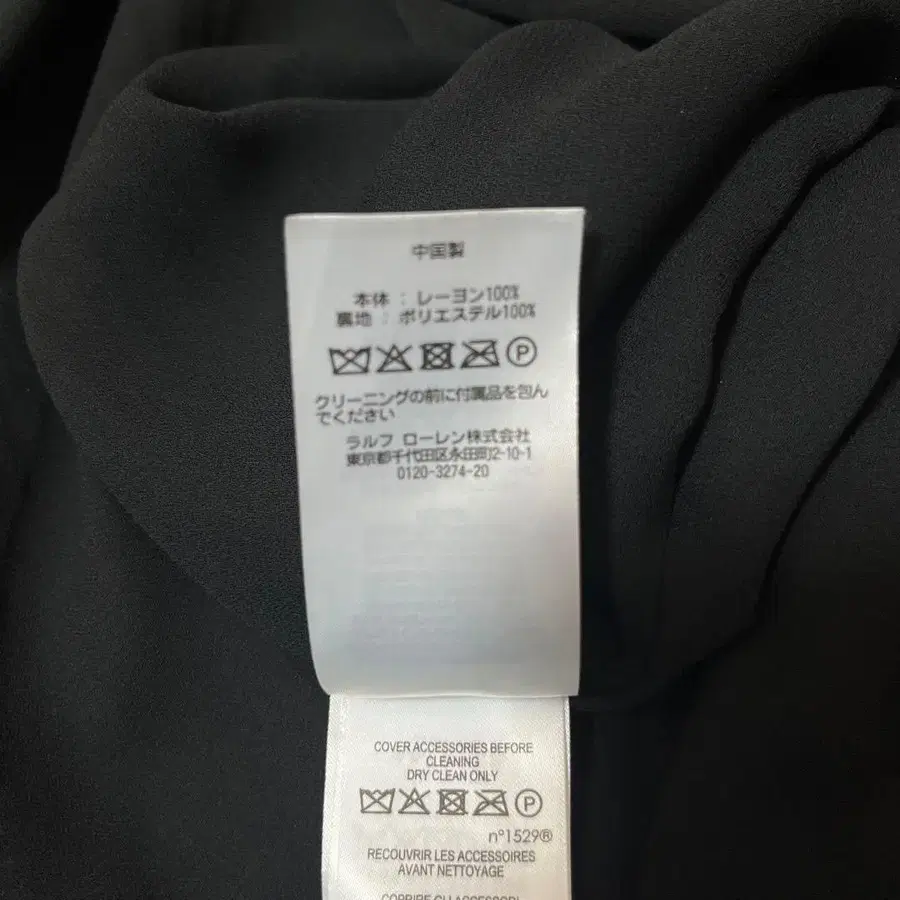 中国製
本体 : レーヨン100%
裏地 : ポリエステル100%
P
クリーニングの前に付属品を包ん
でください
ラルフ ローレン株式会社
東京都千代田区永田町2-10-1
0120-3274-20
COVER ACCESSORIES BEFORE
CLEANING
DRY CLEAN ONLY
P
n°1529®
RECOUVRIR LES ACCESSOIRES
AVANT NETTOYAGE
COPRIRE GLI ACCESSORI